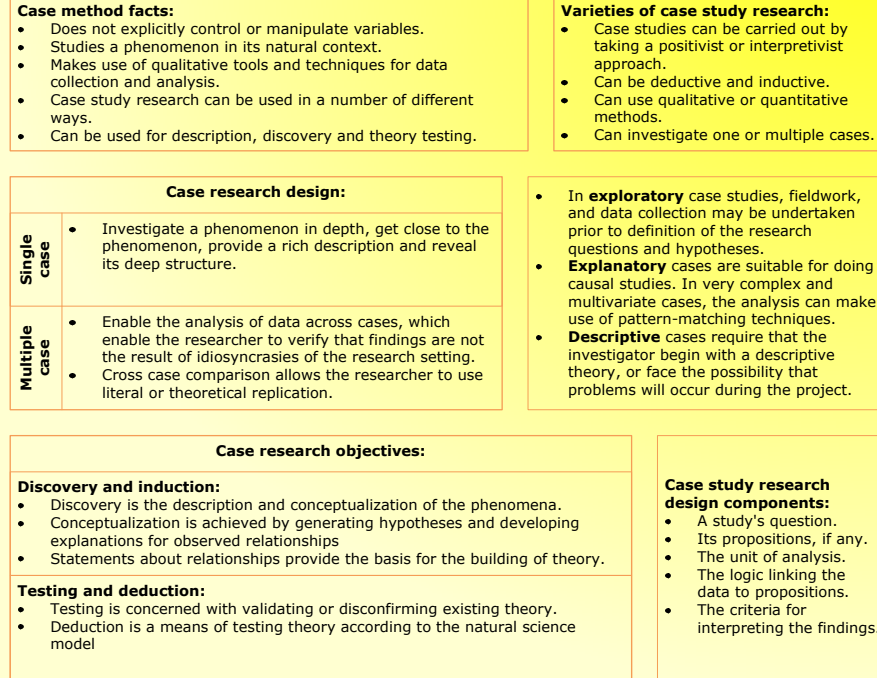 Case method facts:
• Does not explicitly control or manipulate variables.
• Studies a phenomenon in its natural context.
• Makes use of qualitative tools and techniques for data
collection and analysis.
• Case study research can be used in a number of different
ways.
• Can be used for description, discovery and theory testing.
Varieties of case study research:
• Case studies can be carried out by
taking a positivist or interpretivist
approach.
• Can be deductive and inductive.
• Can use qualitative or quantitative
methods.
• Can investigate one or multiple cases.
Case research design:
Single
case
• Investigate a phenomenon in depth, get close to the
phenomenon, provide a rich description and reveal
its deep structure.
Multiple
case
• Enable the analysis of data across cases, which
enable the researcher to verify that findings are not
the result of idiosyncrasies of the research setting.
• Cross case comparison allows the researcher to use
literal or theoretical replication.
• In exploratory case studies, fieldwork,
and data collection may be undertaken
prior to definition of the research
questions and hypotheses.
• Explanatory cases are suitable for doing
causal studies. In very complex and
multivariate cases, the analysis can make
use of pattern-matching techniques.
• Descriptive cases require that the
investigator begin with a descriptive
theory, or face the possibility that
problems will occur during the project.
Case research objectives:
Discovery and induction:
• Discovery is the description and conceptualization of the phenomena.
• Conceptualization is achieved by generating hypotheses and developing
explanations for observed relationships
• Statements about relationships provide the basis for the building of theory.
Testing and deduction:
• Testing is concerned with validating or disconfirming existing theory.
• Deduction is a means of testing theory according to the natural science
model
Case study research
design components:
• A study's question.
• Its propositions, if any.
• The unit of analysis.
• The logic linking the
data to propositions.
• The criteria for
interpreting the findings.